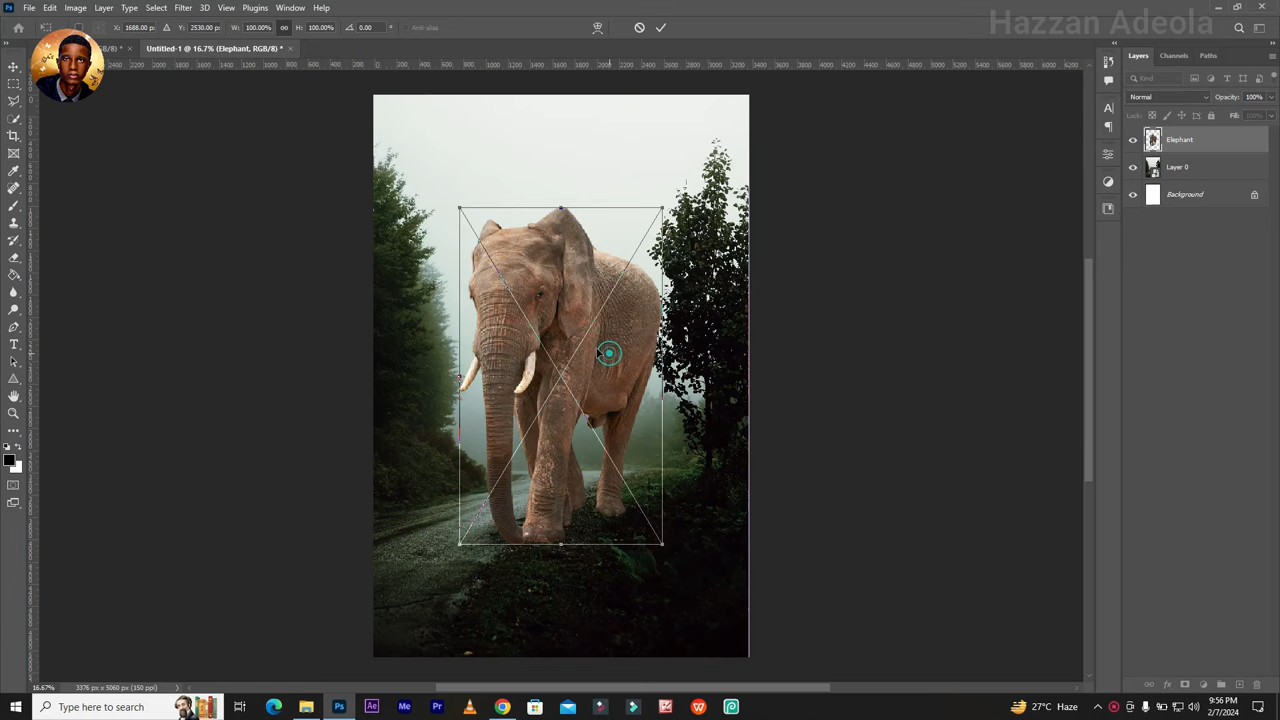 Hazzan Adeola
File Edit Image Layer Type Select Filter 3D View Plugins Window Help
X: 1688.00 px Y: 2530.00 px W: 100.00% H: 100.00% 0.00 Anti-alias
GB/8) * × Untitled-1 @ 16.7% (Elephant, RGB/8) * ×
Layers Channels Paths
Kind
Normal Opacity: 100%
Lock: Fill: 100%
Elephant
Layer 0
Background
16.67% 3376 px x 5060 px (150 ppi)
Type here to search
27°C Haze
9:56 PM
2/7/2024